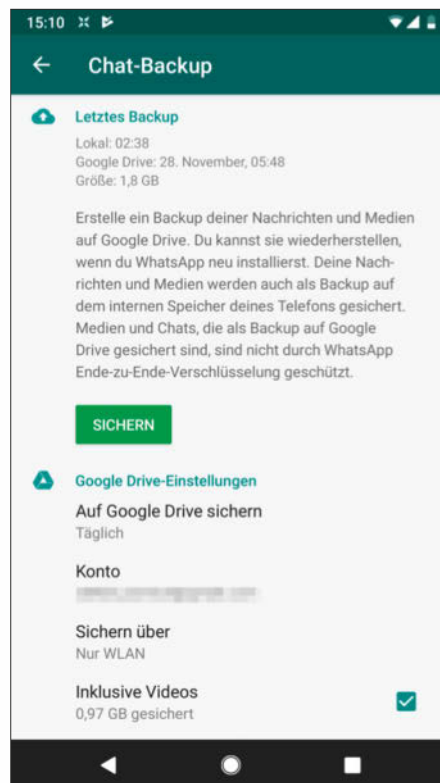 15:10
Chat-Backup
Letztes Backup
Lokal: 02:38
Google Drive: 28. November, 05:48
Größe: 1,8 GB
Erstelle ein Backup deiner Nachrichten und Medien
auf Google Drive. Du kannst sie wiederherstellen,
wenn du WhatsApp neu installierst. Deine Nach-
richten und Medien werden auch als Backup auf
dem internen Speicher deines Telefons gesichert.
Medien und Chats, die als Backup auf Google
Drive gesichert sind, sind nicht durch WhatsApp
Ende-zu-Ende-Verschlüsselung geschützt.
SICHERN
Google Drive-Einstellungen
Auf Google Drive sichern
Täglich
Konto
Sichern über
Nur WLAN
Inklusive Videos
0,97 GB gesichert